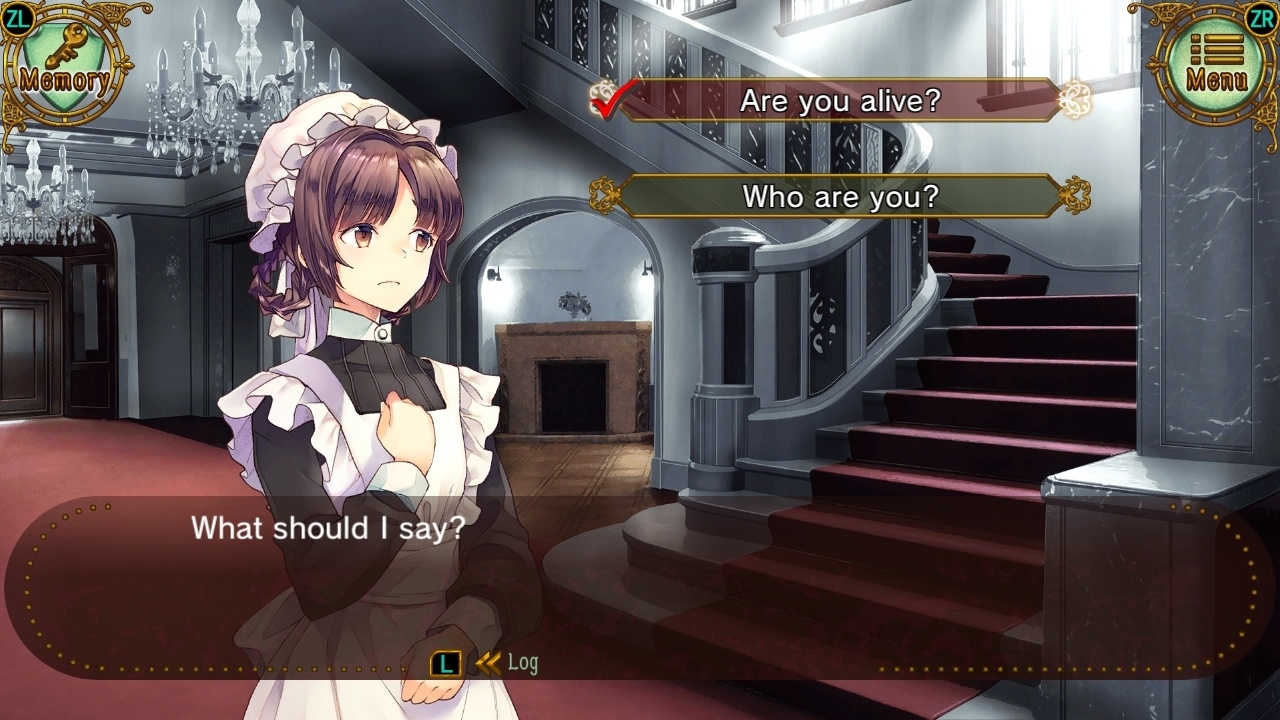 ZL
Memory
ZR
Menu
Are you alive?
Who are you?
What should I say?
L « Log